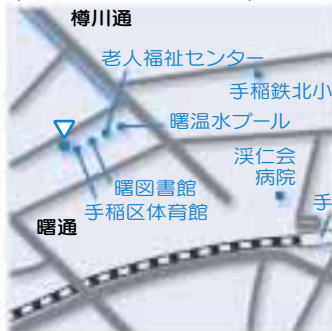 樽川通
老人福祉センター
手稲鉄北小
曙温水プール
渓仁会
病院
曙図書館
手
手稲区体育館
曙通